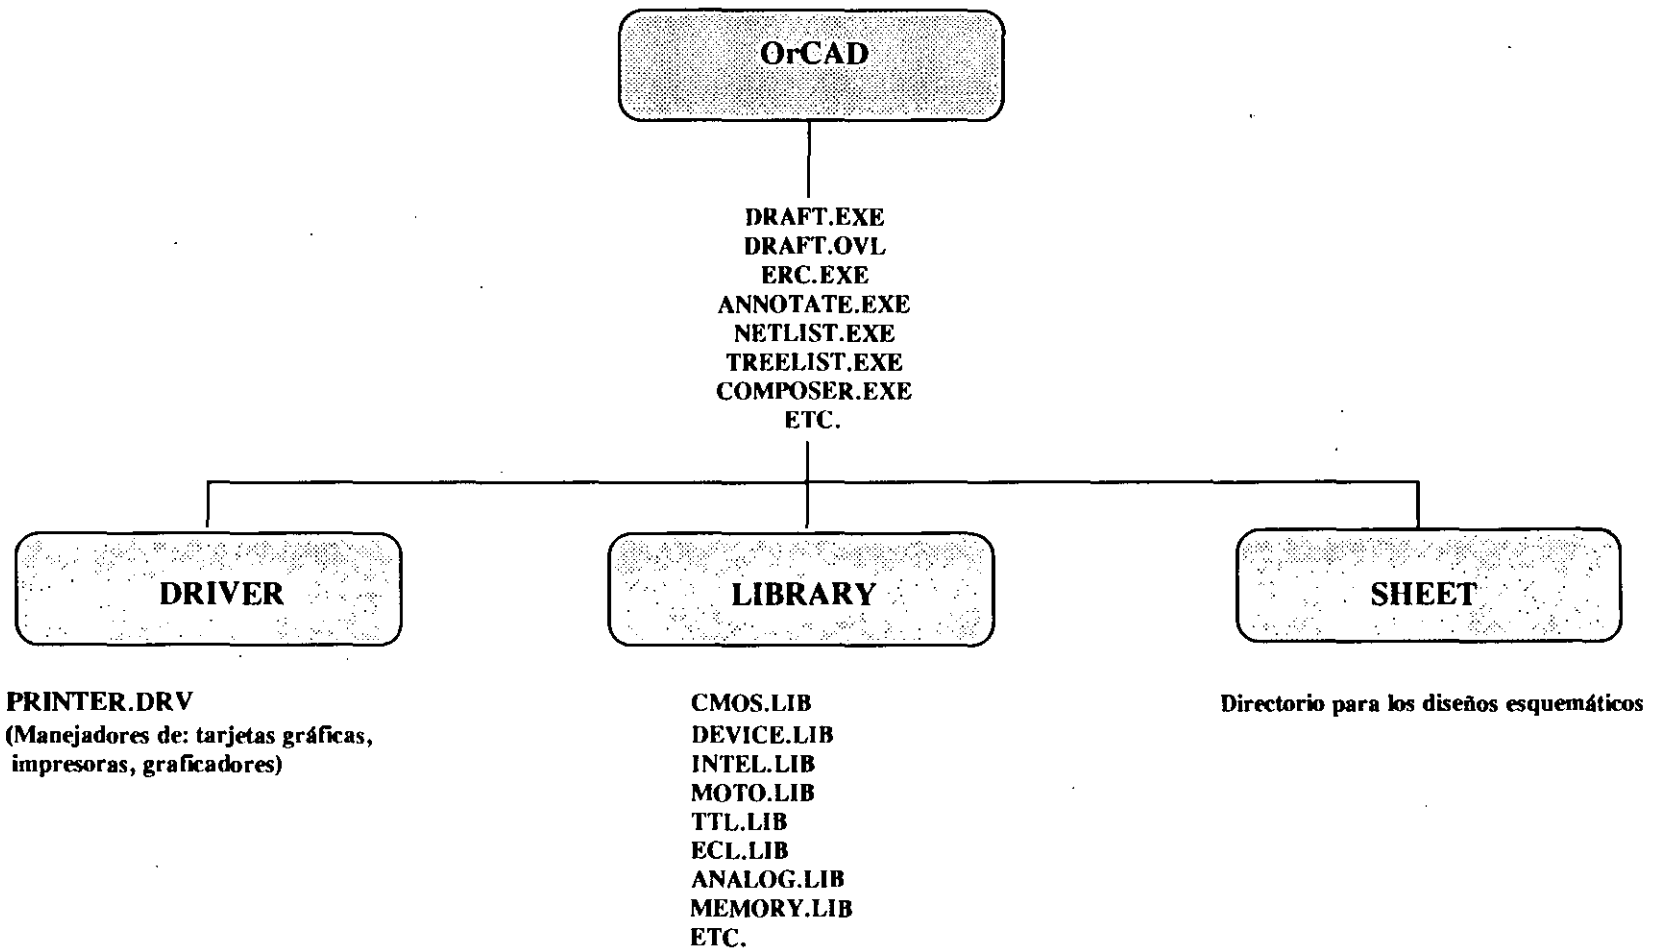 OrCAD
DRAFT.EXE
DRAFT.OVL
ERC.EXE
ANNOTATE.EXE
NETLIST.EXE
TREELIST.EXE
COMPOSER.EXE
ETC.
DRIVER
LIBRARY
SHEET
PRINTER.DRV
(Manejadores de: tarjetas gráficas,
impresoras, graficadores)
CMOS.LIB
DEVICE.LIB
INTEL.LIB
MOTO.LIB
TTL.LIB
ECL.LIB
ANALOG.LIB
MEMORY.LIB
ETC.
Directorio para los diseños esquemáticos